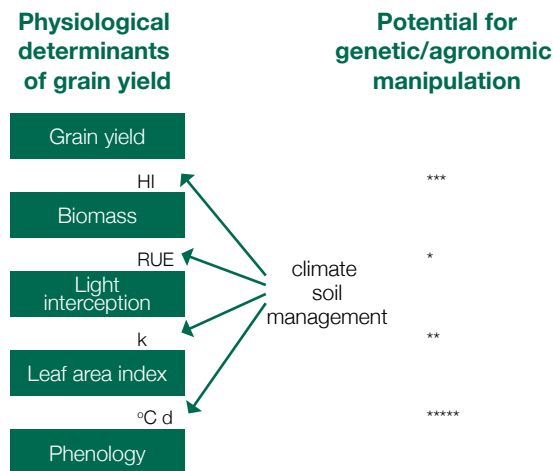 Physiological
determinants
of grain yield
Potential for
genetic/agronomic
manipulation
Grain yield
HI
***
Biomass
RUE
*
Light
interception
climate
soil
management
k
**
Leaf area index
°C d
*****
Phenology